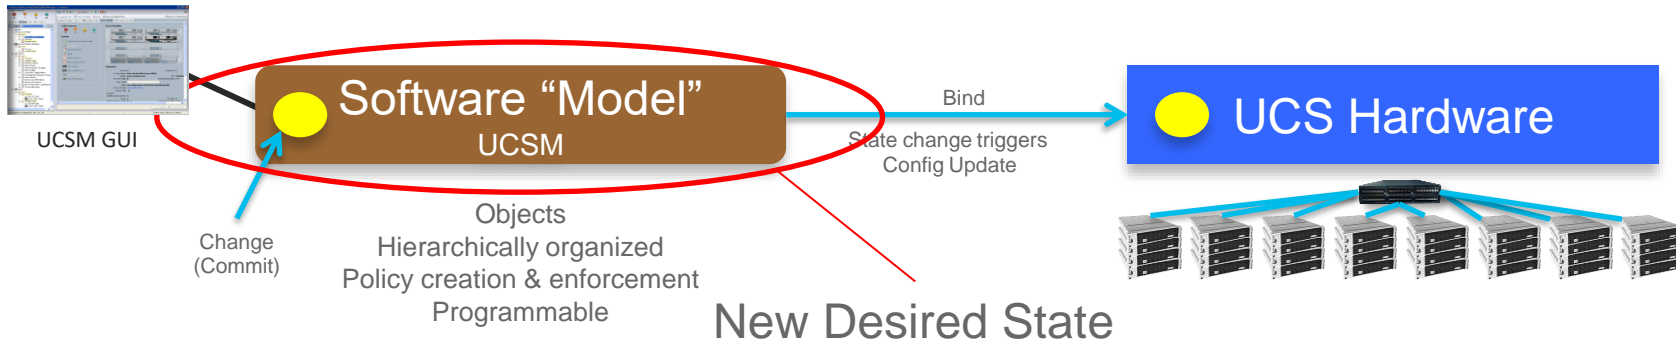 UCSM GUI
Software “Model”
UCSM
Change
(Commit)
Objects
Hierarchically organized
Policy creation & enforcement
Programmable
Bind
State change triggers
Config Update
New Desired State
UCS Hardware